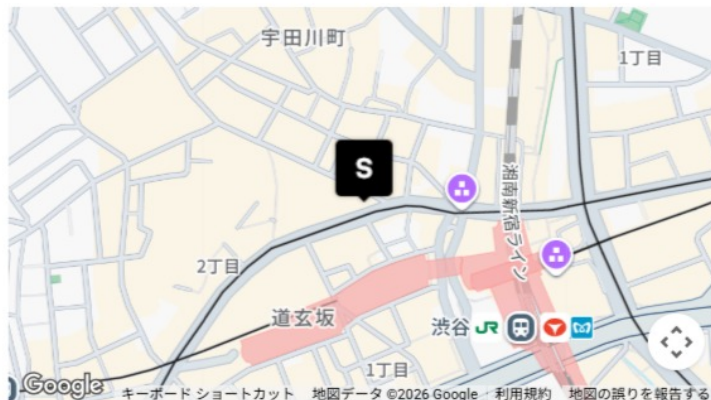 宇田川町
1丁目
S
湘南新宿ライン
2丁目
道玄坂
渋谷 JR
1丁目
Google キーボード ショートカット 地図データ ©2026 Google 利用規約 地図の誤りを報告する